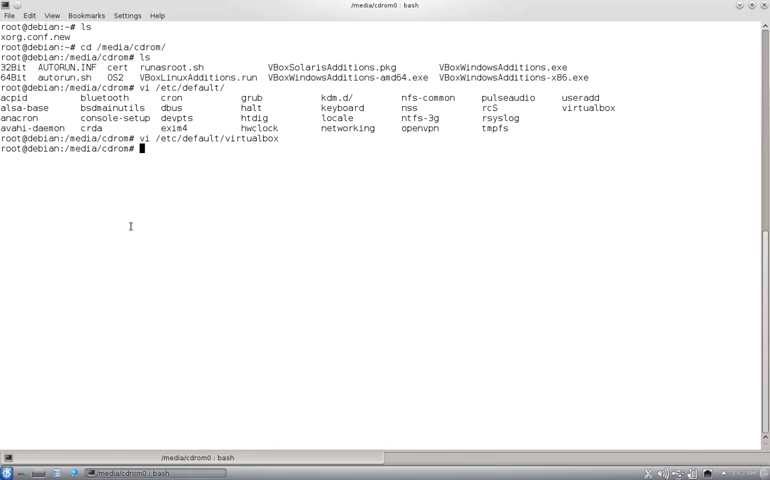 /media/cdrom0 : bash
File Edit View Bookmarks Settings Help
root@debian:~# ls
xorg.conf.new
root@debian:~# cd /media/cdrom/
root@debian:/media/cdrom# ls
32Bit AUTORUN.INF cert runasroot.sh VBoxSolarisAdditions.pkg VBoxWindowsAdditions.exe
64Bit autorun.sh OS2 VBoxLinuxAdditions.run VBoxWindowsAdditions-amd64.exe VBoxWindowsAdditions-x86.exe
root@debian:/media/cdrom# vi /etc/default/
acpid bluetooth cron grub kdm.d/ nfs-common pulseaudio useradd
alsa-base bsdmainutils dbus halt keyboard nss rcS virtualbox
anacron console-setup devpts htdig locale ntfs-3g rsyslog
avahi-daemon crda exim4 hwclock networking openvpn tmpfs
root@debian:/media/cdrom# vi /etc/default/virtualbox
root@debian:/media/cdrom#
/media/cdrom0 : bash
/media/cdrom0 : bash